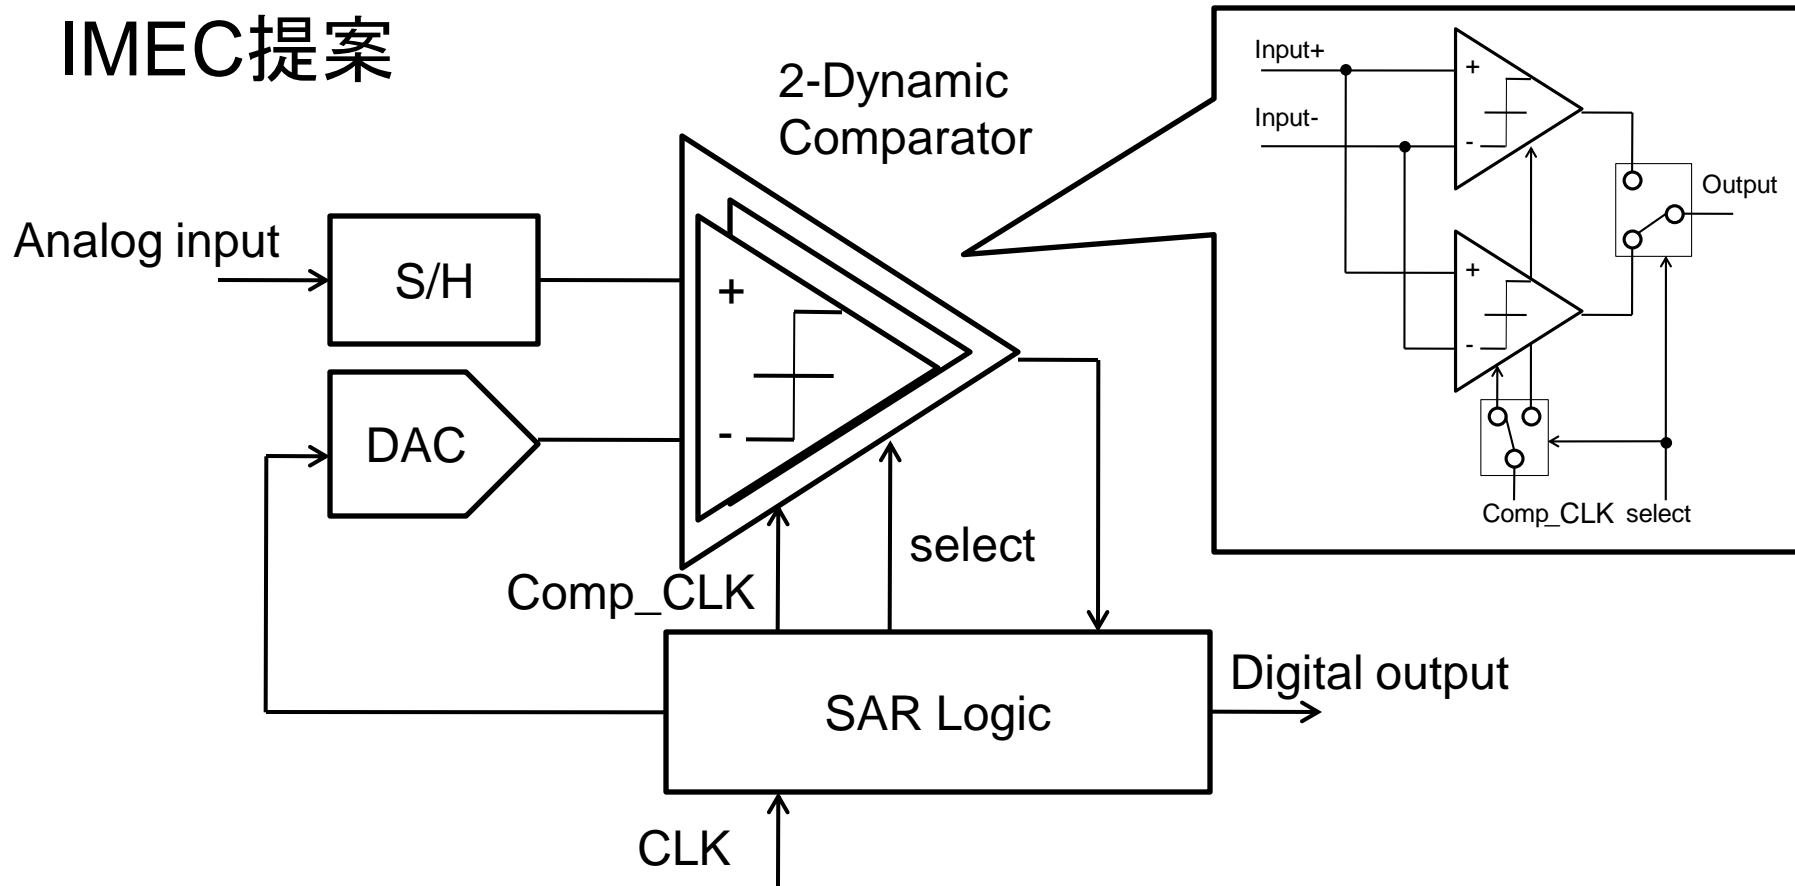 IMEC提案
2-Dynamic
Comparator
Analog input
S/H
DAC
+
-
select
Comp_CLK
SAR Logic
Digital output
CLK
Input+
Input-
+
-
Output
+
-
Comp_CLK select